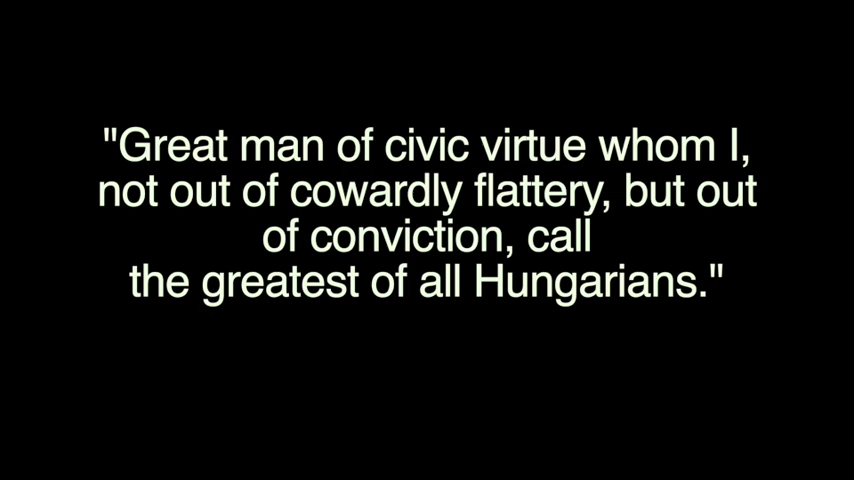 "Great man of civic virtue whom I,
not out of cowardly flattery, but out
of conviction, call
the greatest of all Hungarians."